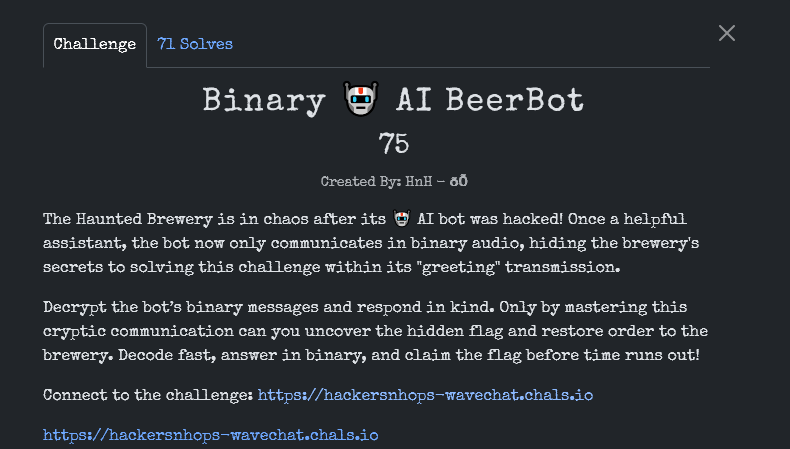 Challenge
71 Solves
Binary 🤖 AI BeerBot
75
Created By: HnH - ðŸ
The Haunted Brewery is in chaos after its 🤖 AI bot was hacked! Once a helpful
assistant, the bot now only communicates in binary audio, hiding the brewery's
secrets to solving this challenge within its "greeting" transmission.
Decrypt the bot’s binary messages and respond in kind. Only by mastering this
cryptic communication can you uncover the hidden flag and restore order to the
brewery. Decode fast, answer in binary, and claim the flag before time runs out!
Connect to the challenge: https://hackersnhops-wavechat.chals.io
https://hackersnhops-wavechat.chals.io